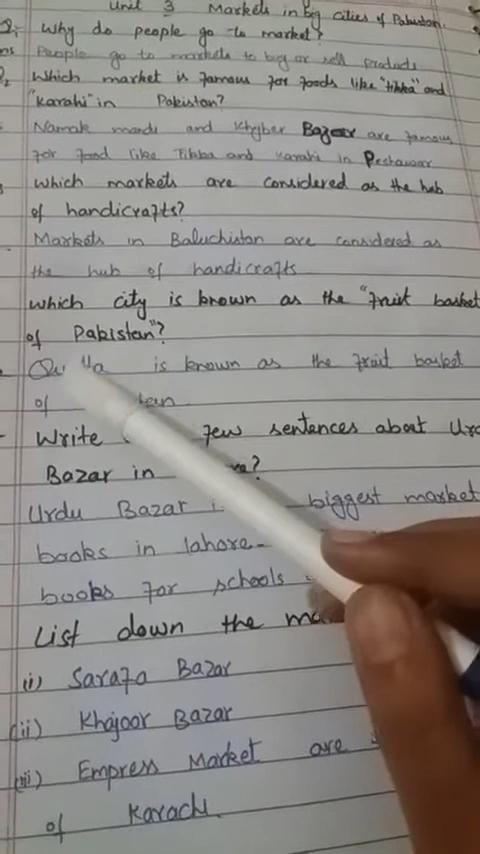 Unit 3 Markets in big cities of Pakistan.
Q1 Why do people go to market?
Ans People go to markets to buy or sell products
Q2 Which market is famous for foods like "tikka" and
"Karahi" in Pakistan?
Namak mandi and Khyber Bazaar are famous
for food like Tikka and Karahi in Peshawar
Which markets are considered as the hub
of handicrafts?
Markets in Baluchistan are considered as
the hub of handicrafts
Which city is known as the "fruit basket
of Pakistan"?
is known as the fruit basket
of
Write few sentences about
Bazar in
Urdu Bazar biggest market
books in lahore.
books for schools
List down the
(i) Sarafa Bazar
(ii) Khajoor Bazar
(iii) Empress Market are
of Karachi